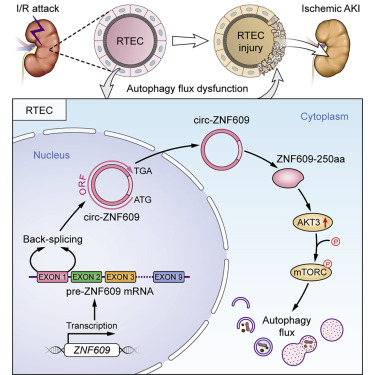 I/R attack
Ischemic AKI
RTEC
RTEC
injury
Autophagy flux dysfunction
RTEC
circ-ZNF609
Cytoplasm
Nucleus
TGA
ORF
ZNF609-250aa
ATG
circ-ZNF609
AKT3
Back-splicing
P
EXON 1 EXON 2 EXON 3 EXON 9
P
mTORC
pre-ZNF609 mRNA
Transcription
Autophagy
flux
ZNF609